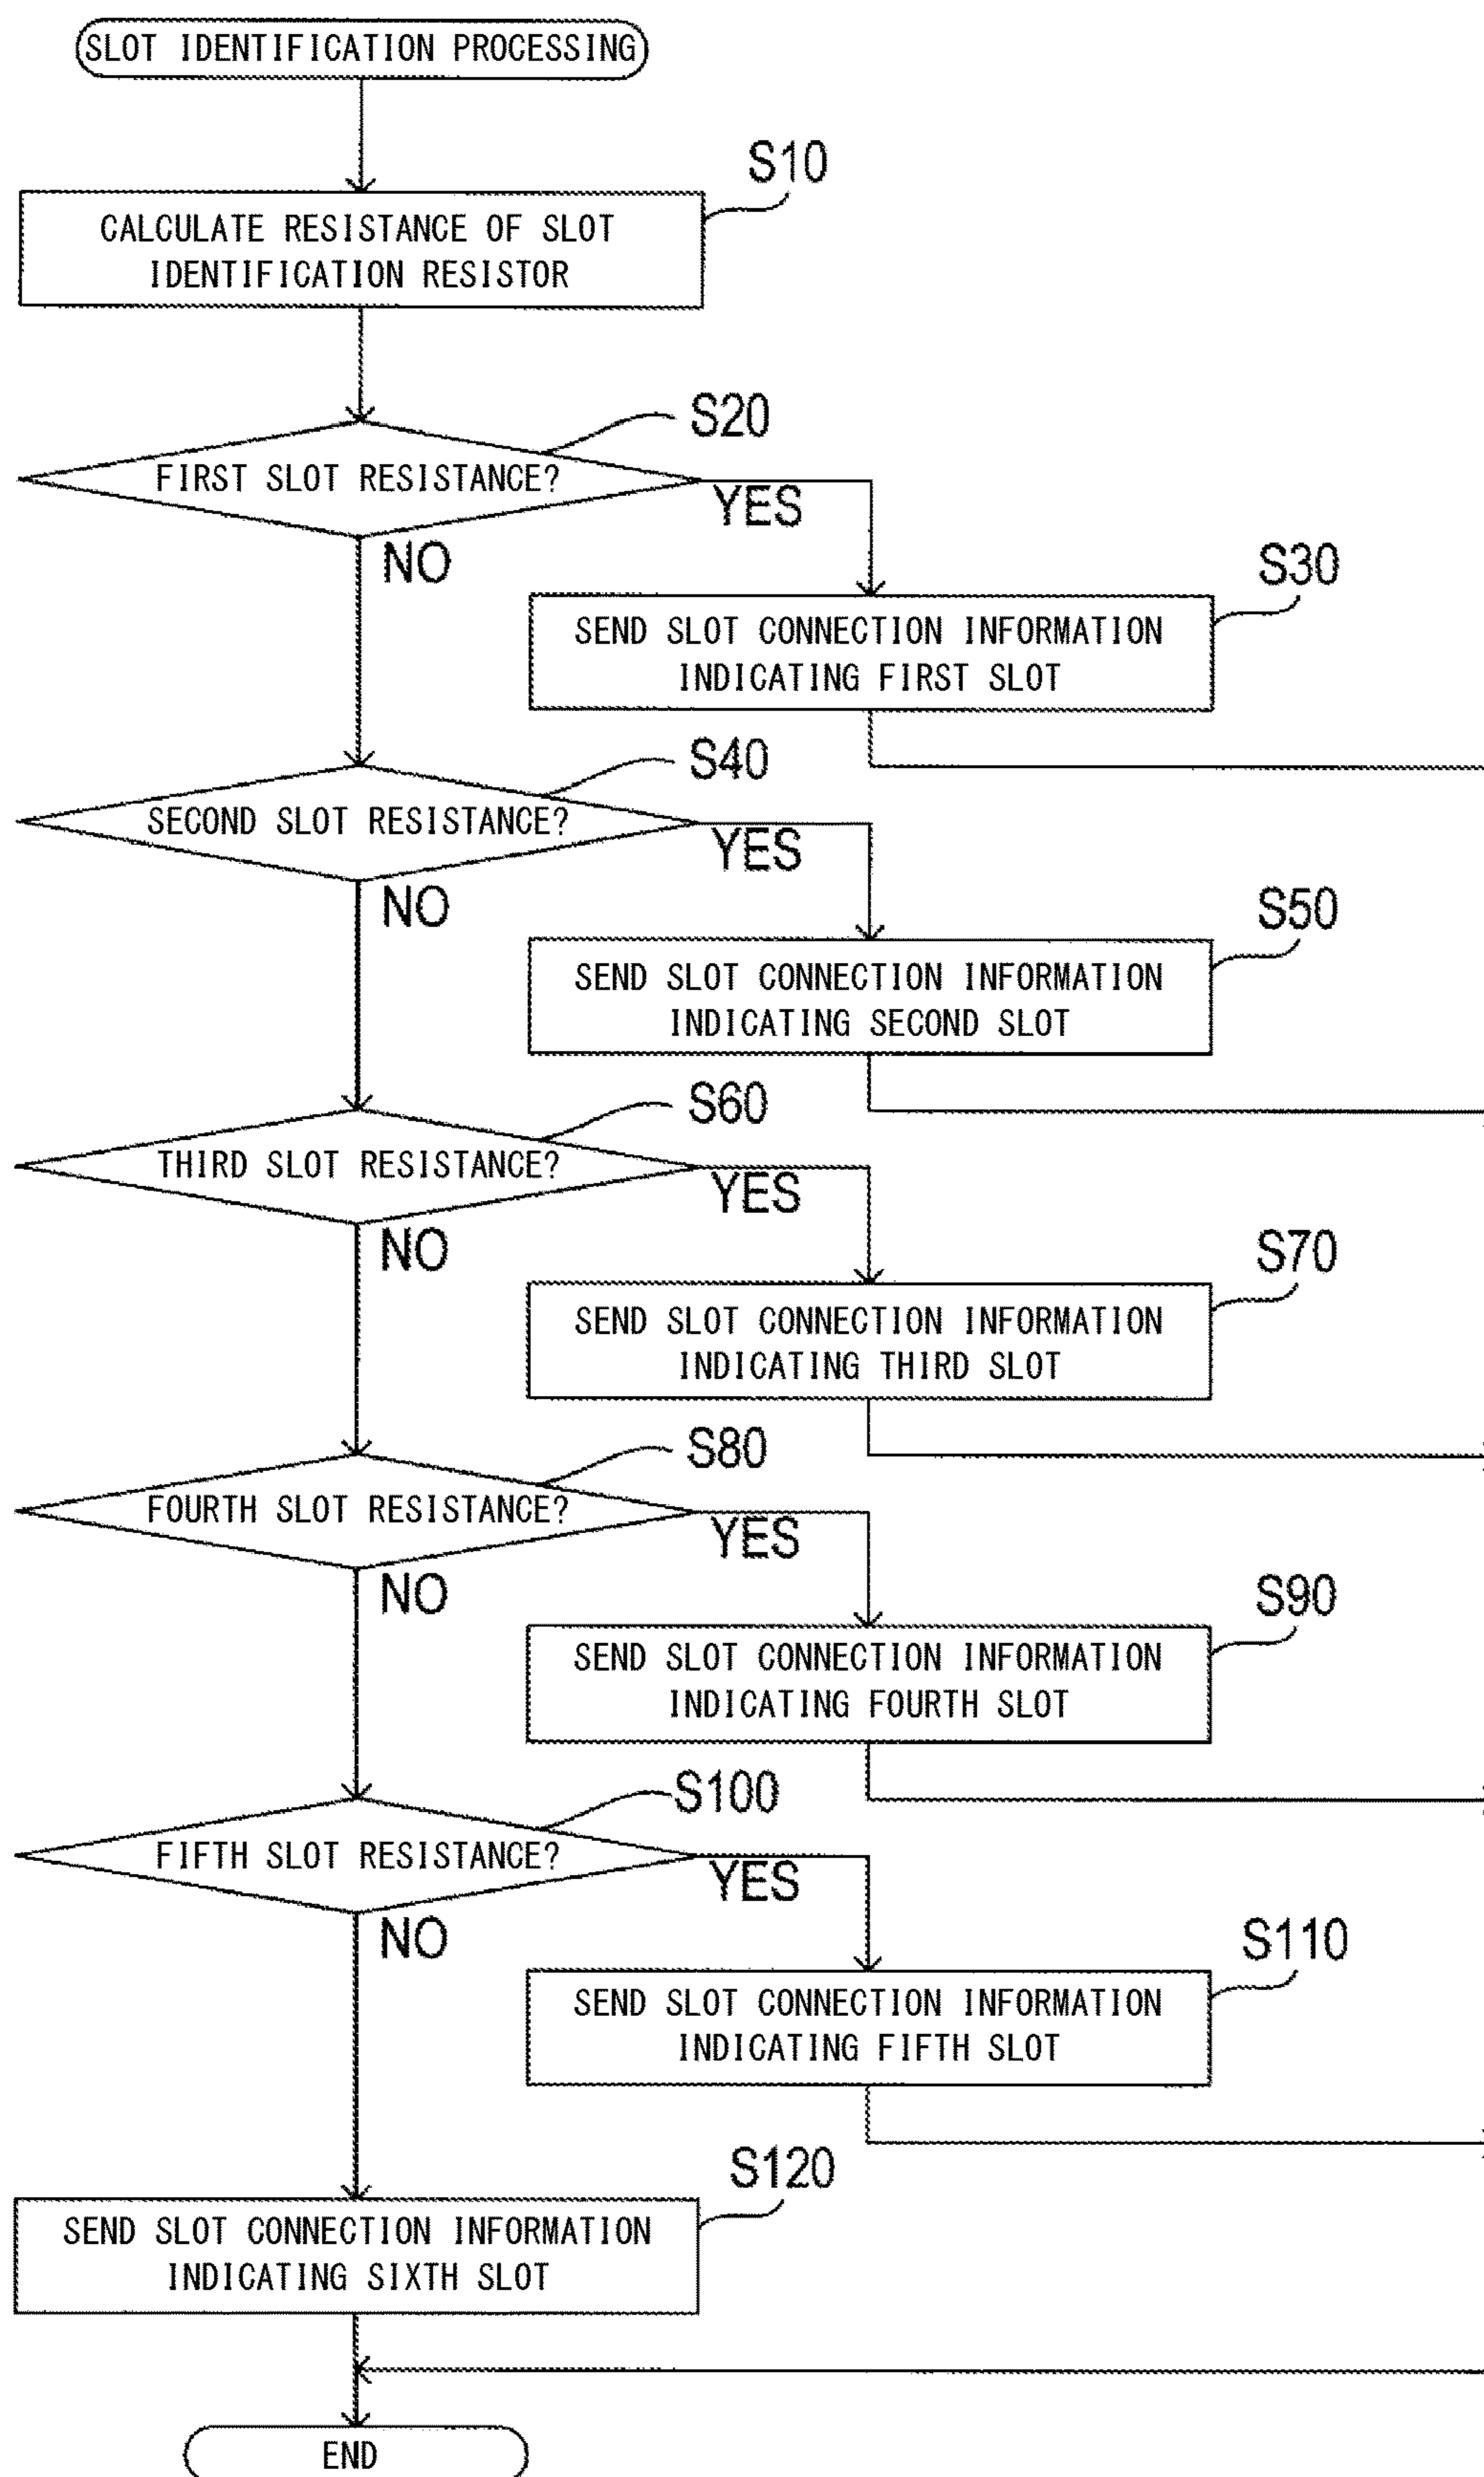 SLOT IDENTIFICATION PROCESSING
S10
CALCULATE RESISTANCE OF SLOT
IDENTIFICATION RESISTOR
S20
FIRST SLOT RESISTANCE?
YES
NO
S30
SEND SLOT CONNECTION INFORMATION
INDICATING FIRST SLOT
S40
SECOND SLOT RESISTANCE?
YES
NO
S50
SEND SLOT CONNECTION INFORMATION
INDICATING SECOND SLOT
S60
THIRD SLOT RESISTANCE?
YES
NO
S70
SEND SLOT CONNECTION INFORMATION
INDICATING THIRD SLOT
S80
FOURTH SLOT RESISTANCE?
YES
NO
S90
SEND SLOT CONNECTION INFORMATION
INDICATING FOURTH SLOT
S100
FIFTH SLOT RESISTANCE?
YES
NO
S110
SEND SLOT CONNECTION INFORMATION
INDICATING FIFTH SLOT
S120
SEND SLOT CONNECTION INFORMATION
INDICATING SIXTH SLOT
END